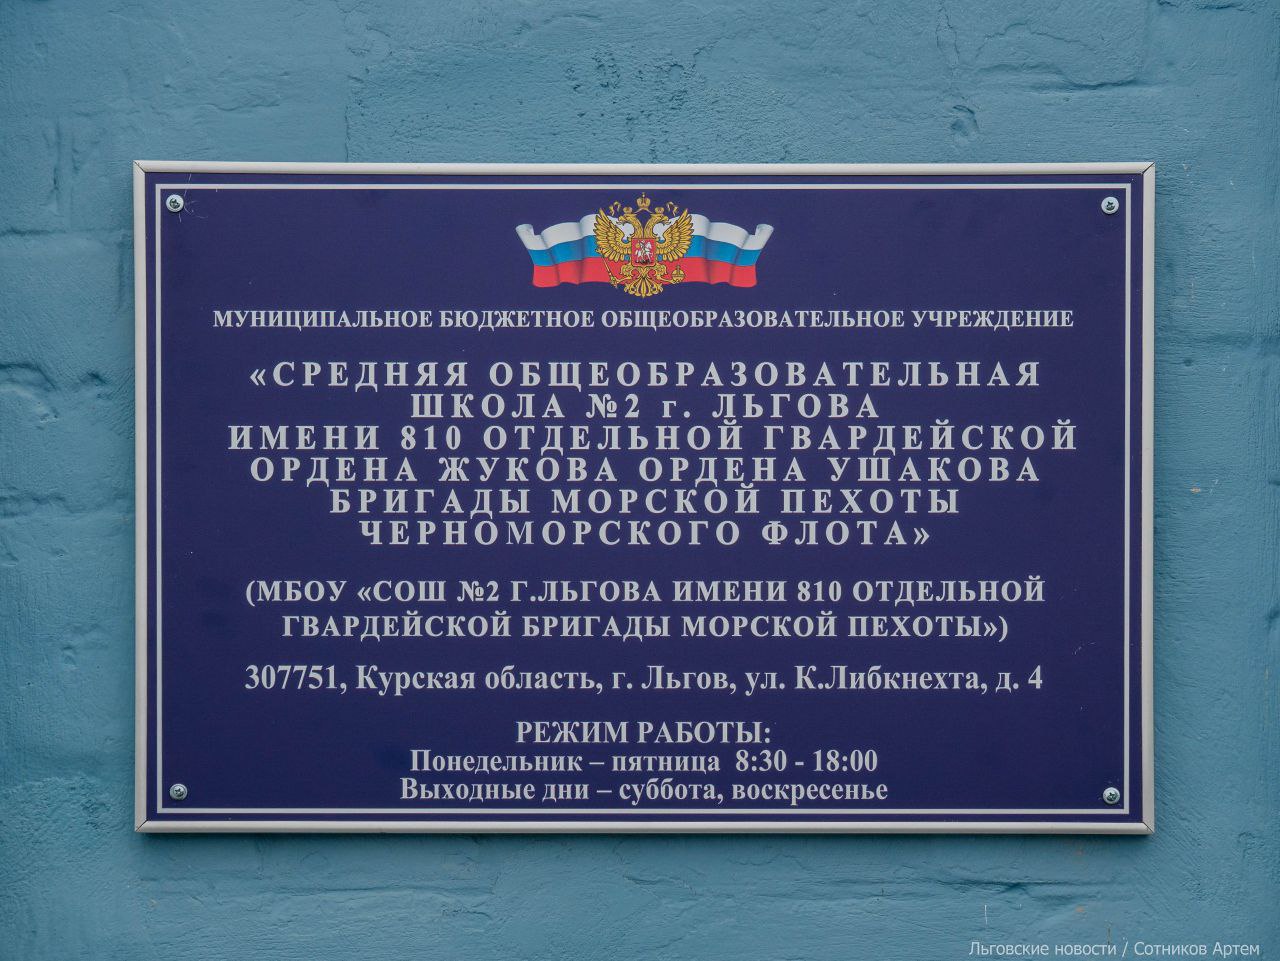 МУНИЦИПАЛЬНОЕ БЮДЖЕТНОЕ ОБЩЕОБРАЗОВАТЕЛЬНОЕ УЧРЕЖДЕНИЕ
«СРЕДНЯЯ ОБЩЕОБРАЗОВАТЕЛЬНАЯ
ШКОЛА №2 г. ЛЬГОВА
ИМЕНИ 810 ОТДЕЛЬНОЙ ГВАРДЕЙСКОЙ
ОРДЕНА ЖУКОВА ОРДЕНА УШАКОВА
БРИГАДЫ МОРСКОЙ ПЕХОТЫ
ЧЕРНОМОРСКОГО ФЛОТА»
(МБОУ «СОШ №2 Г.ЛЬГОВА ИМЕНИ 810 ОТДЕЛЬНОЙ
ГВАРДЕЙСКОЙ БРИГАДЫ МОРСКОЙ ПЕХОТЫ»)
307751, Курская область, г. Льгов, ул. К.Либкнехта, д. 4
РЕЖИМ РАБОТЫ:
Понедельник – пятница 8:30 - 18:00
Выходные дни – суббота, воскресенье
Льговские новости / Сотников Артем